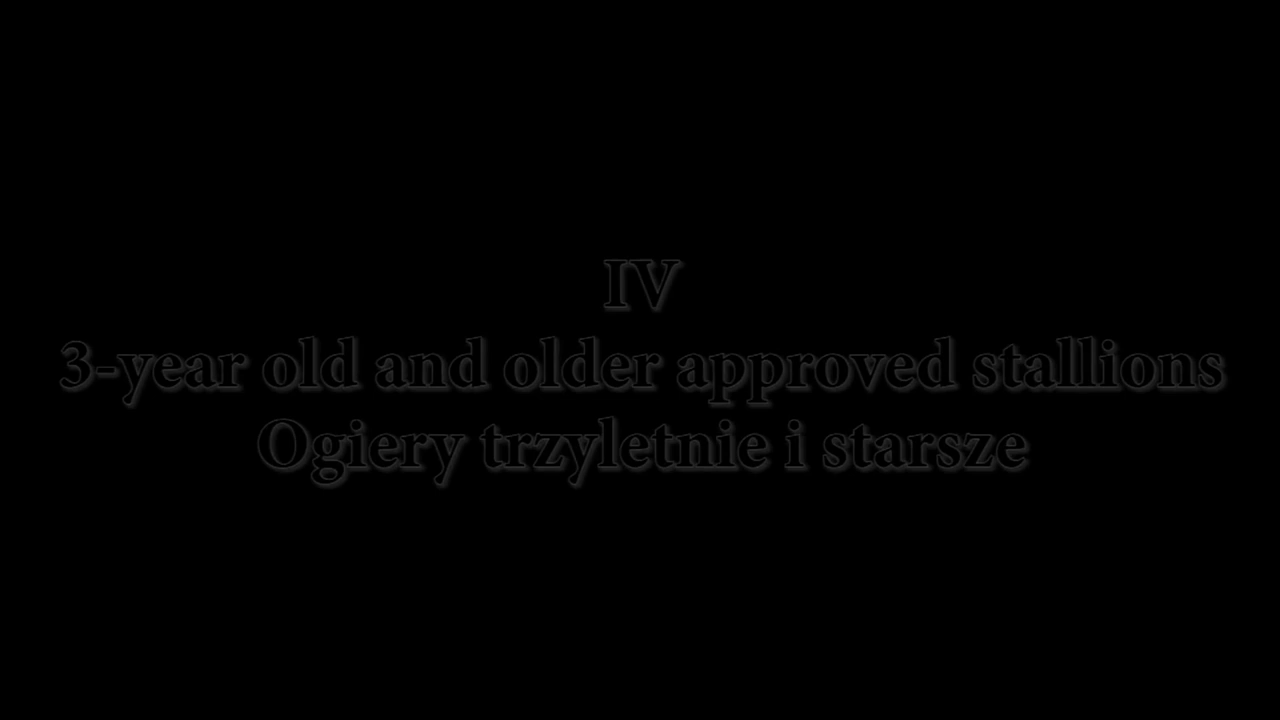 IV
3-year old and older approved stallions
Ogiery trzyletnie i starsze